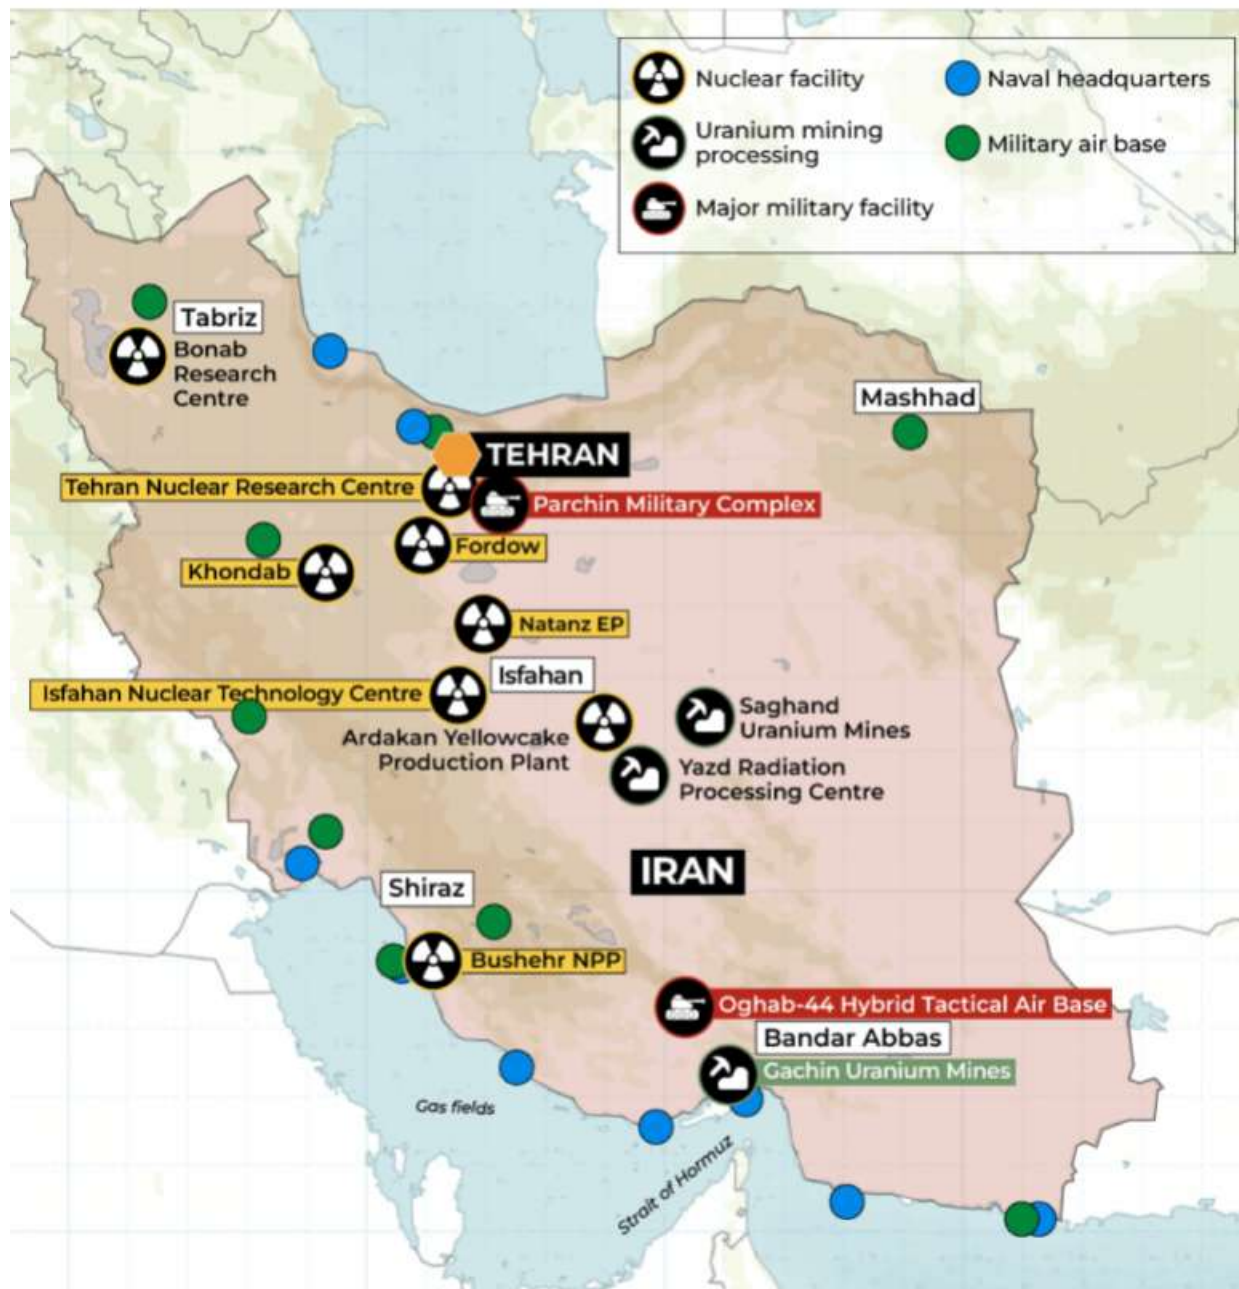 Nuclear facility
Uranium mining
processing
Major military facility
Naval headquarters
Military air base
Tabriz
Bonab
Research
Centre
Mashhad
TEHRAN
Tehran Nuclear Research Centre
Parchin Military Complex
Fordow
Khondab
Natanz EP
Isfahan
Isfahan Nuclear Technology Centre
Ardakan Yellowcake
Production Plant
Saghand
Uranium Mines
Yazd Radiation
Processing Centre
IRAN
Shiraz
Bushehr NPP
Oghab-44 Hybrid Tactical Air Base
Bandar Abbas
Gachin Uranium Mines
Gas fields
Strait of Hormuz